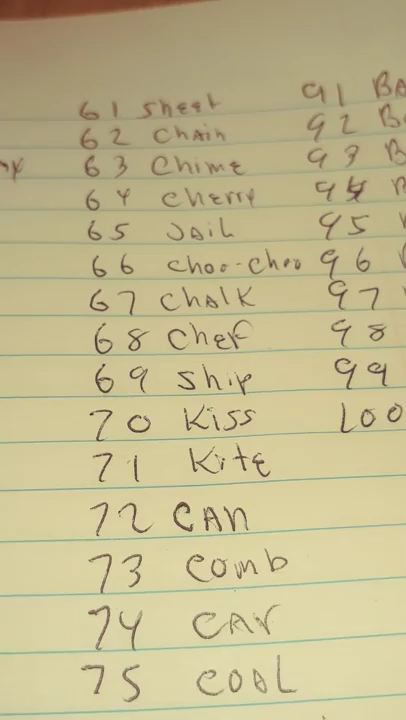 61 Sheet 91
62 Chain 92
63 Chime 93
64 Cherry 94
65 JAiL 95
66 Choo-Choo 96
67 CHALK 97
68 Chef 98
69 Ship 99
70 Kiss 100
71 Kite
72 CAN
73 Comb
74 CAr
75 COAL